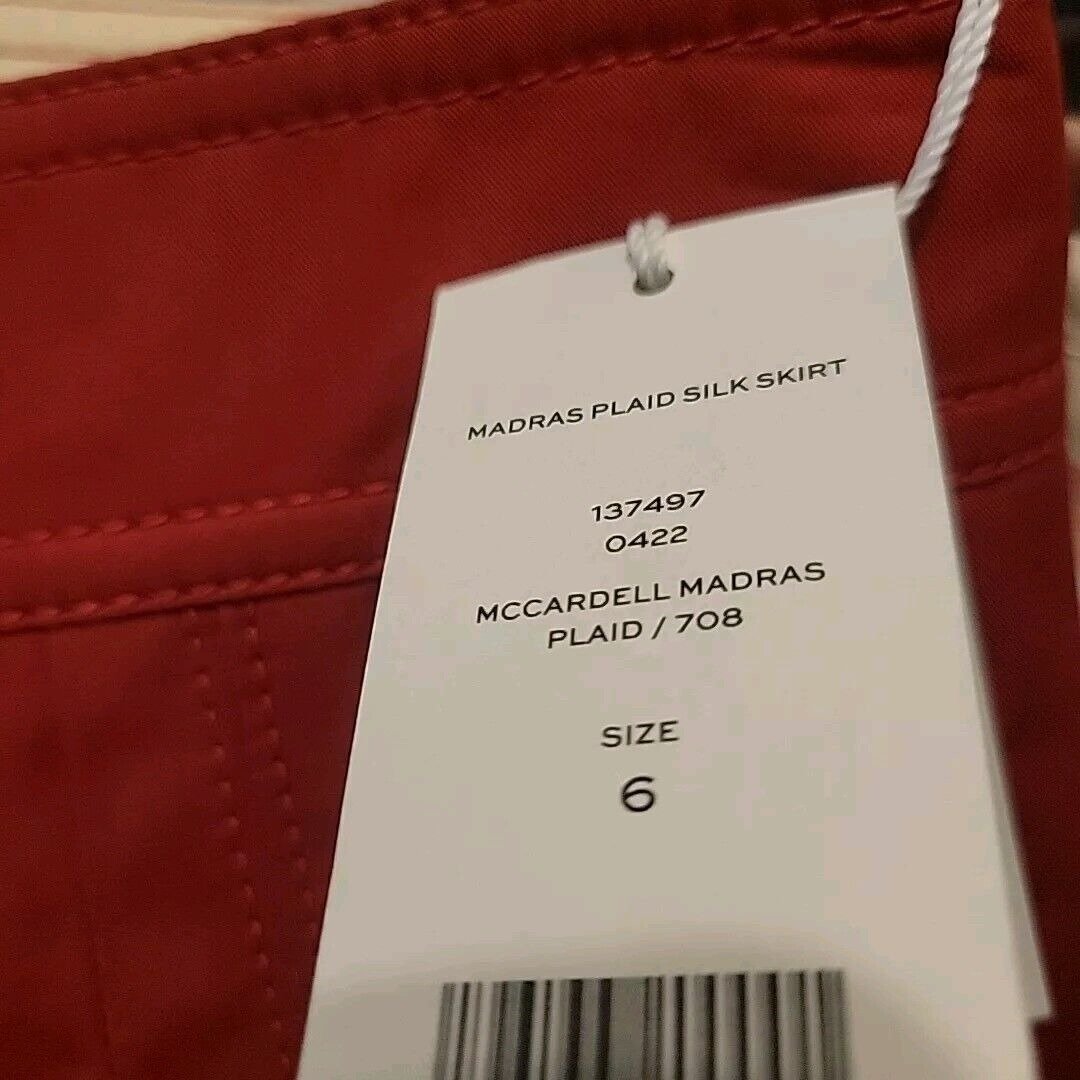 MADRAS PLAID SILK SKIRT
137497
0422
MCCARDELL MADRAS
PLAID / 708
SIZE
6